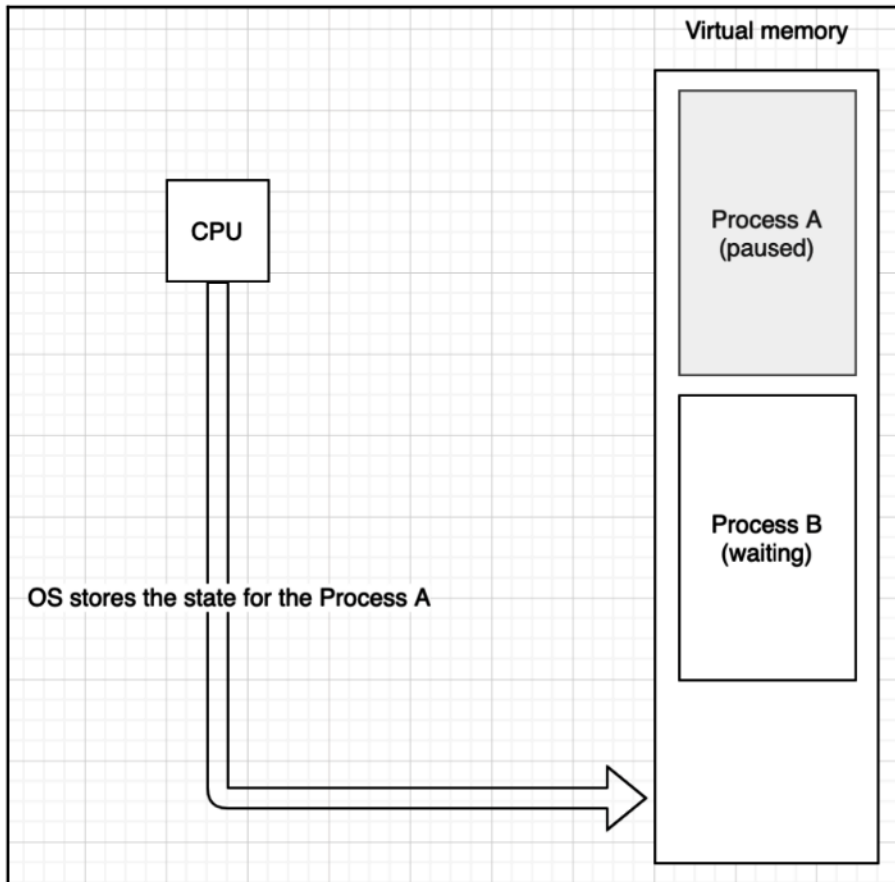 Virtual memory
CPU
Process A
(paused)
Process B
(waiting)
OS stores the state for the Process A